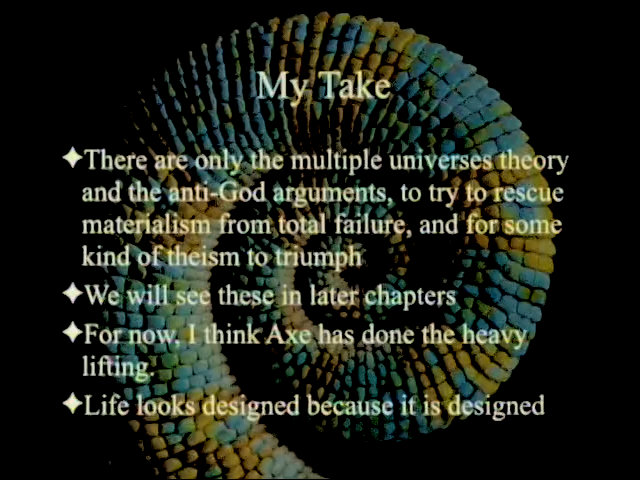 My Take
✦There are only the multiple universes theory
and the anti-God arguments, to try to rescue
materialism from total failure, and for some
kind of theism to triumph
✦We will see these in later chapters
✦For now, I think Axe has done the heavy
lifting.
✦Life looks designed because it is designed